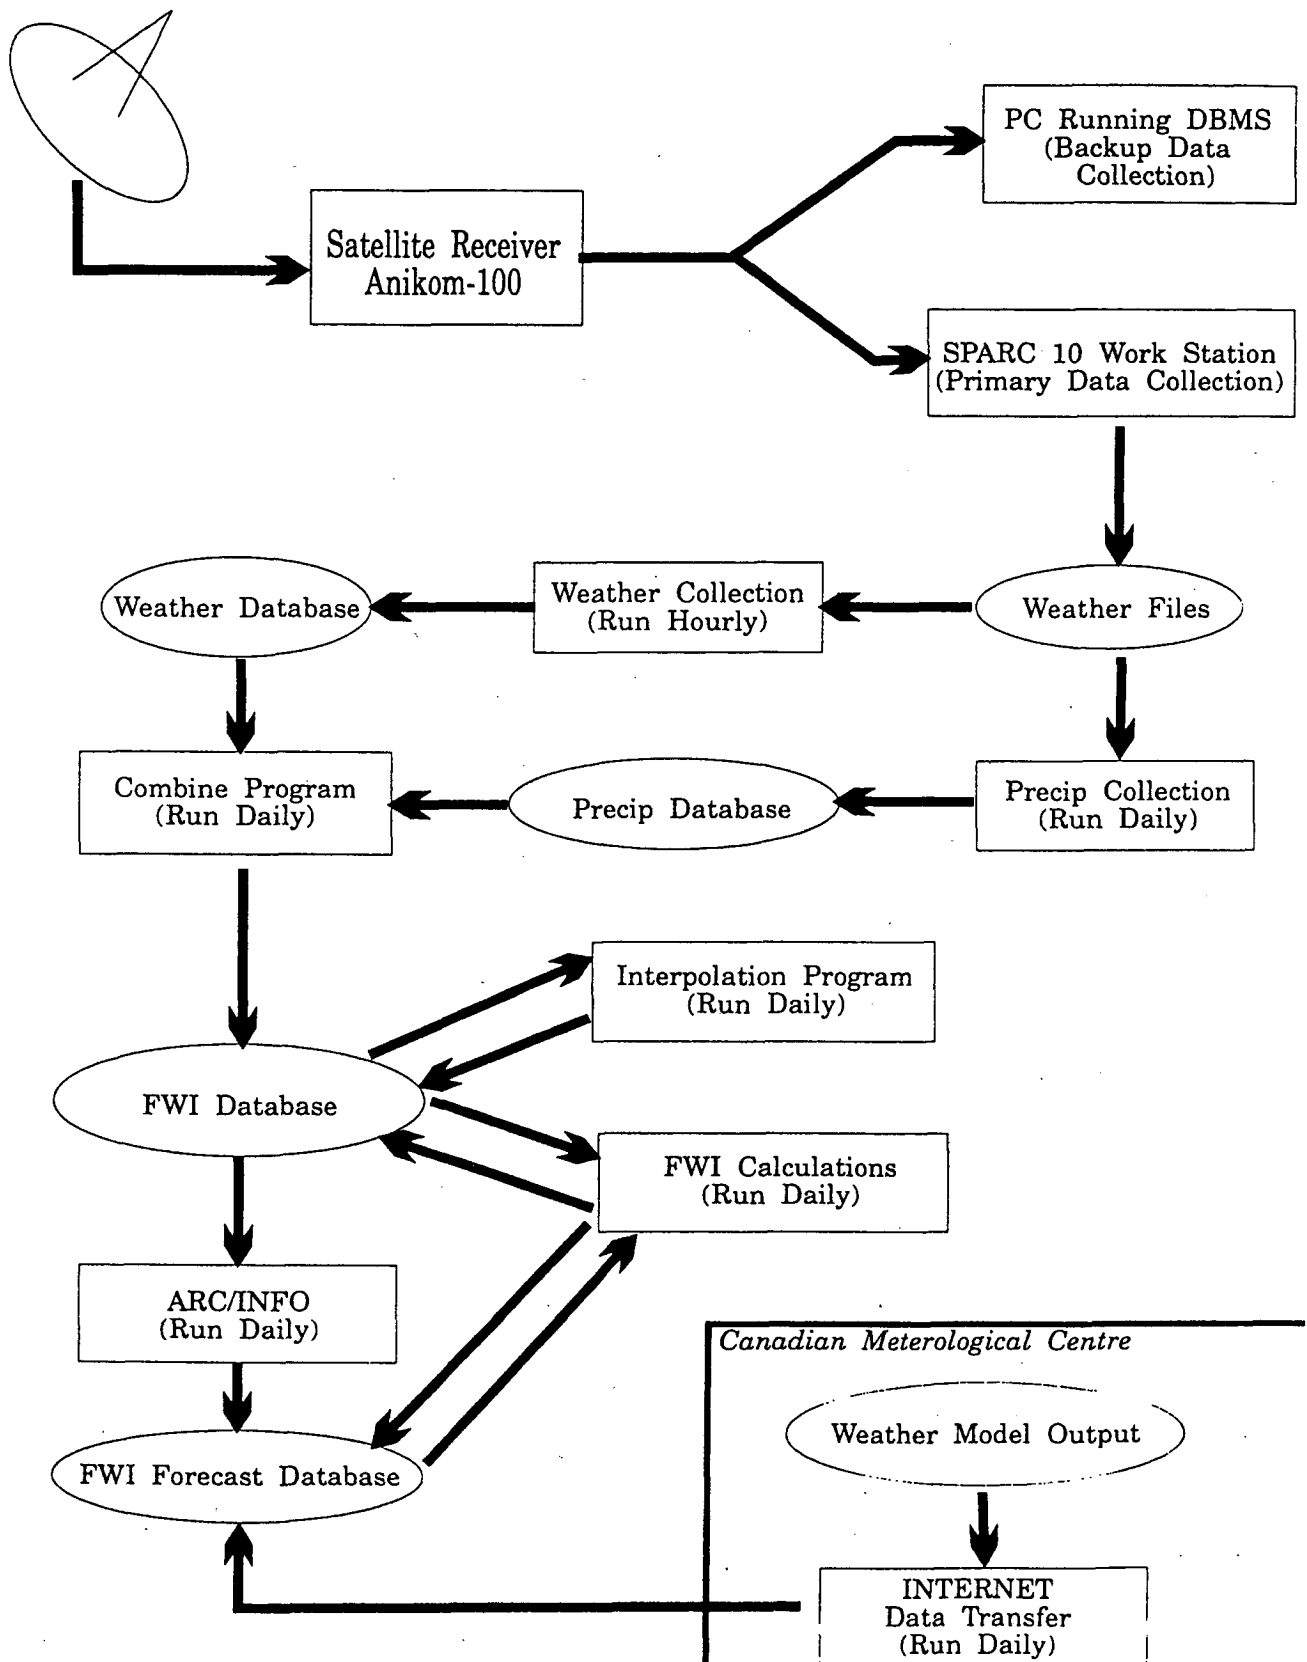 PC Running DBMS
(Backup Data
Collection)
Satellite Receiver
Anikom-100
SPARC 10 Work Station
(Primary Data Collection)
Weather Database
Weather Collection
(Run Hourly)
Weather Files
Combine Program
(Run Daily)
Precip Database
Precip Collection
(Run Daily)
Interpolation Program
(Run Daily)
FWI Database
FWI Calculations
(Run Daily)
ARC/INFO
(Run Daily)
Canadian Meterological Centre
Weather Model Output
FWI Forecast Database
INTERNET
Data Transfer
(Run Daily)